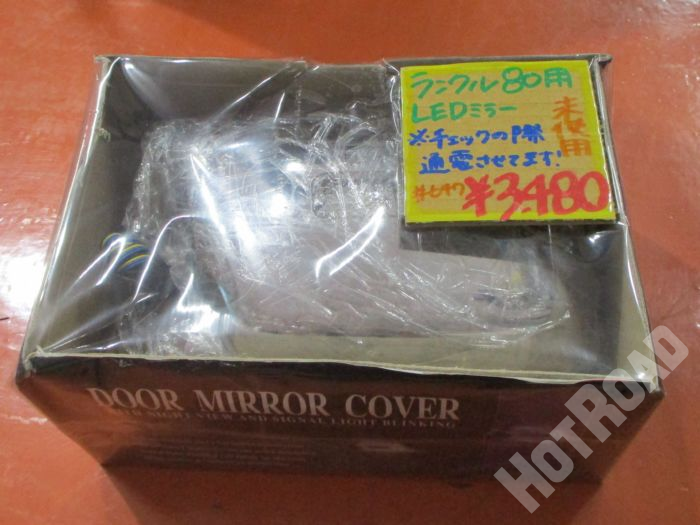 ランクル80用
LEDミラー
未使用
※チェックの際
通電させてます!
¥3,480
DOOR MIRROR COVER
NIGHT VIEW AND SIGNAL LIGHT BLINKING
HOTROAD